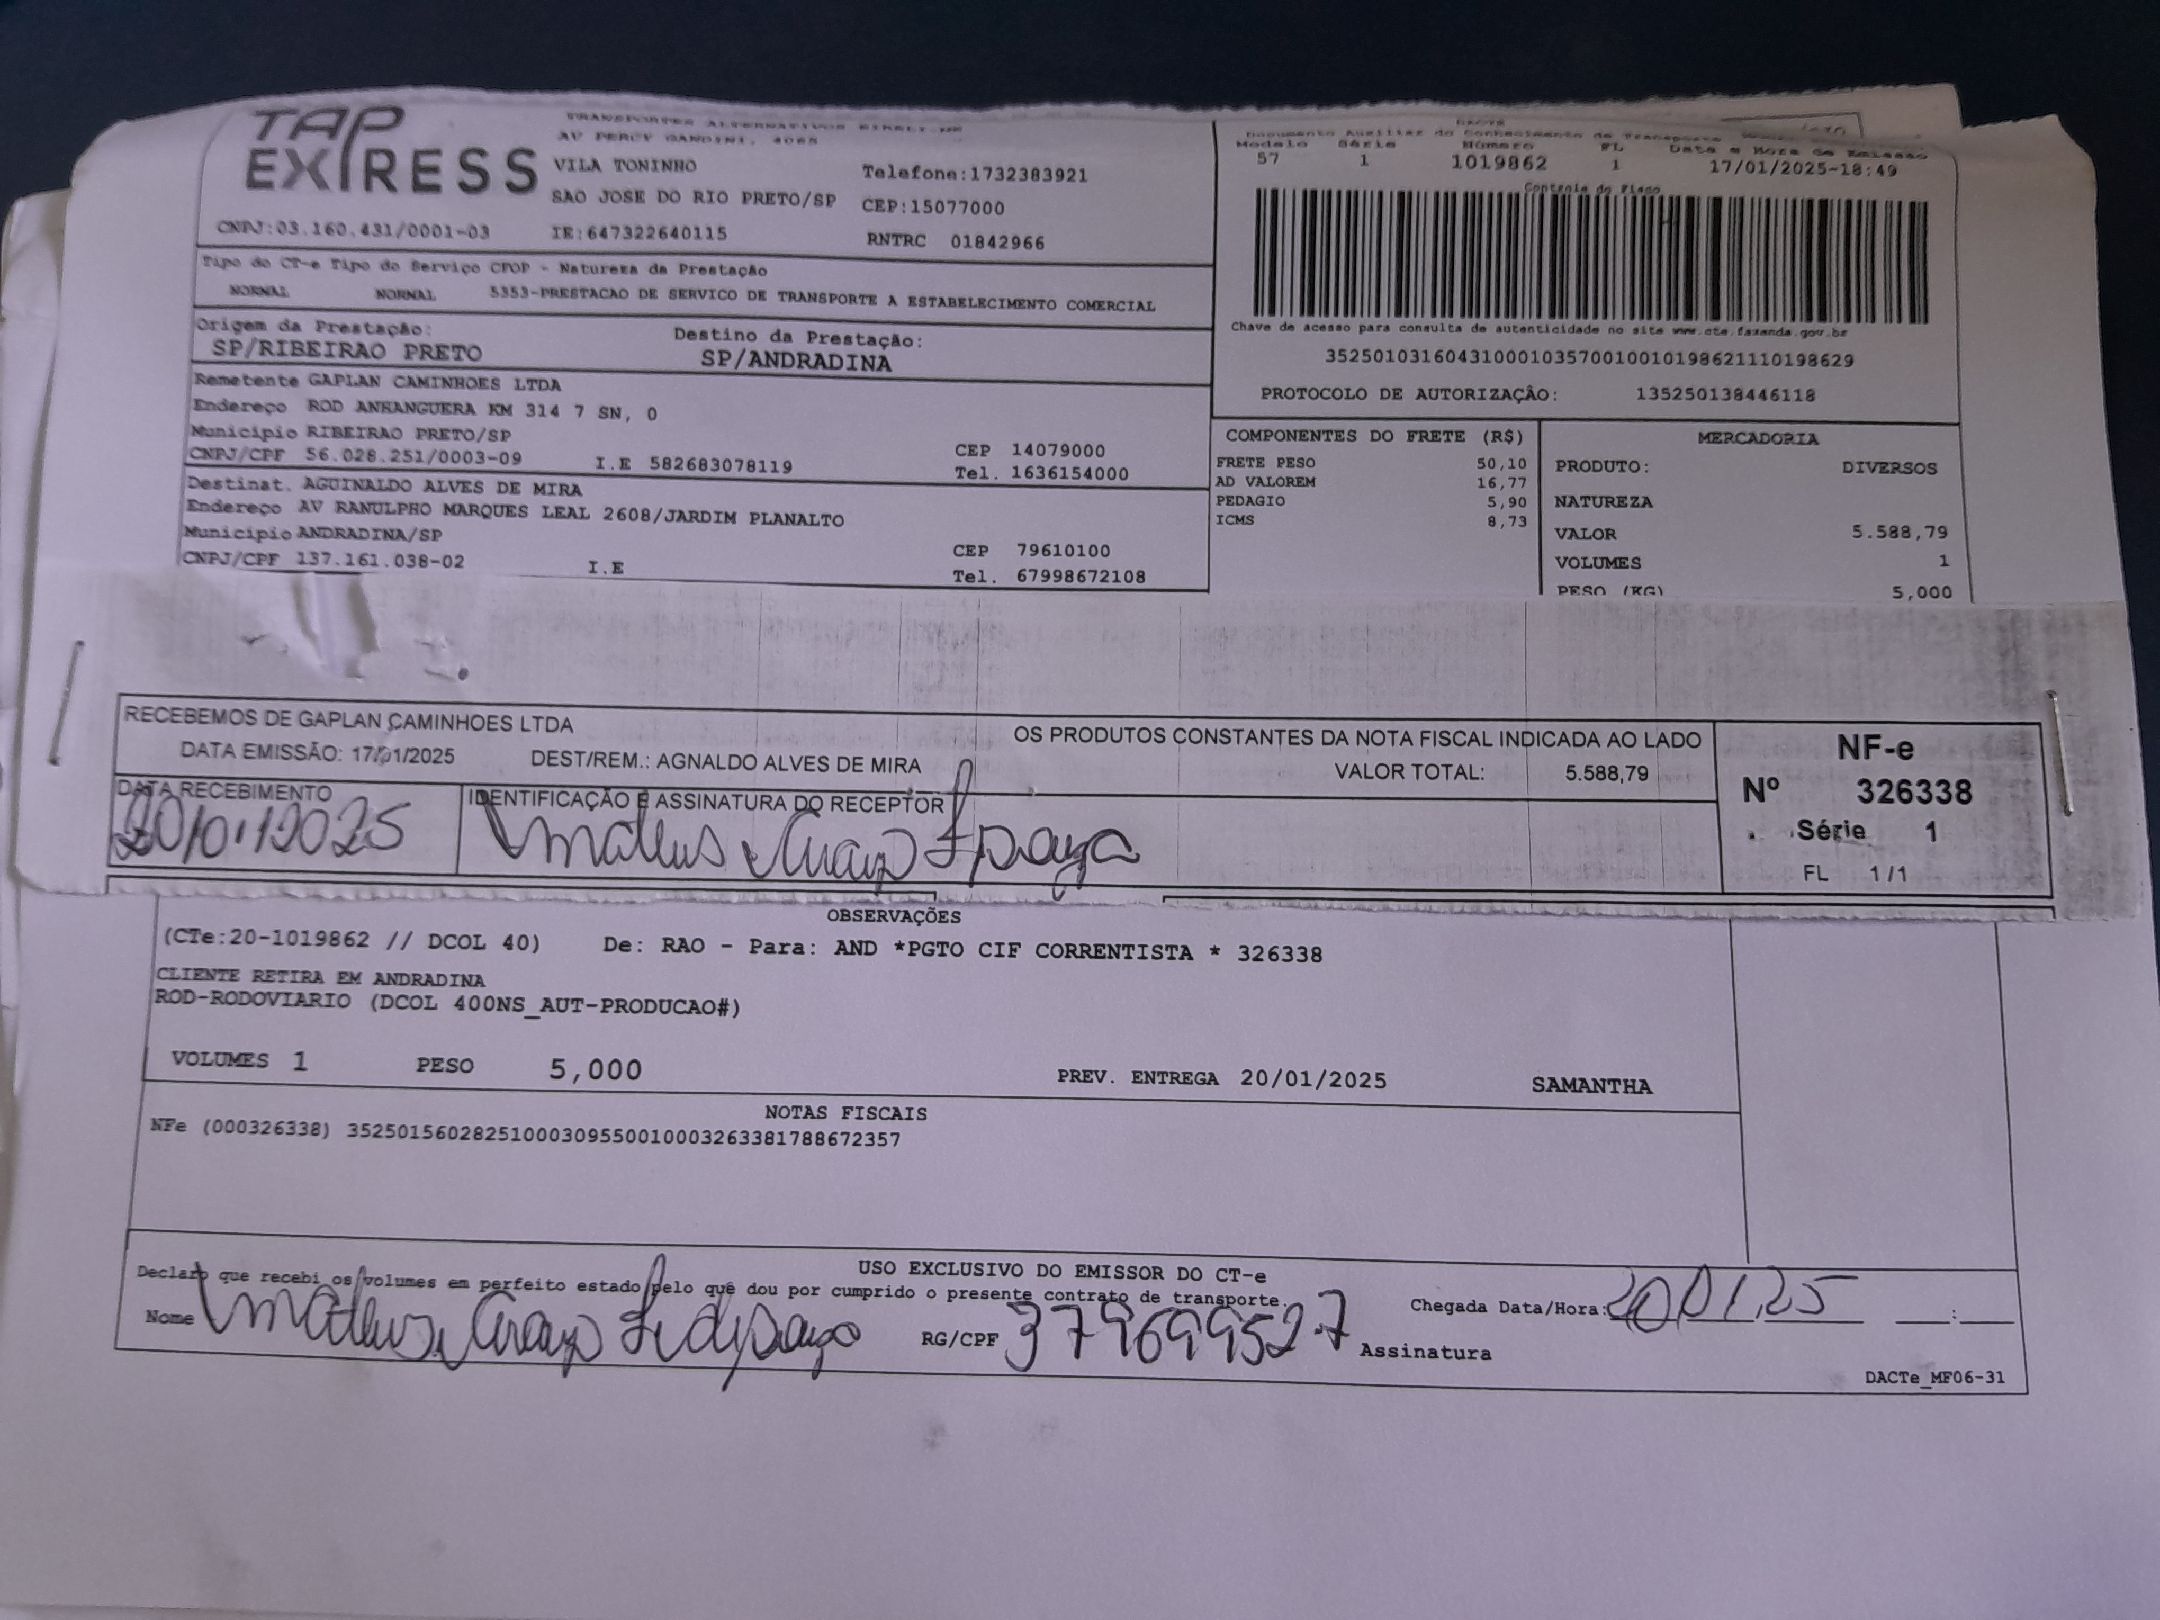 TAP
EXPRESS
AV PERCY GANDINI, 4065
VILA TONINHO
Telefone:1732383921
SAO JOSE DO RIO PRETO/SP
CEP:15077000
CNPJ:03.160.431/0001-03
IE:647322640115
RNTRC 01842966
Modelo Série Número FL Data e Hora de Emissão
57 1 1019862 1 17/01/2025-18:49
Controle do Fisco
Tipo do CT-e Tipo do Serviço CFOP - Natureza da Prestação
NORMAL NORMAL 5353-PRESTACAO DE SERVICO DE TRANSPORTE A ESTABELECIMENTO COMERCIAL
Chave de acesso para consulta de autenticidade no site www.cte.fazenda.gov.br
35250103160431000103570010010198621110198629
PROTOCOLO DE AUTORIZAÇÂO: 135250138446118
Origem da Prestação: Destino da Prestação:
SP/RIBEIRAO PRETO SP/ANDRADINA
Remetente GAPLAN CAMINHOES LTDA
Endereço ROD ANHANGUERA KM 314 7 SN, 0
Município RIBEIRAO PRETO/SP CEP 14079000
CNPJ/CPF 56.028.251/0003-09 I.E 582683078119 Tel. 1636154000
Destinat. AGUINALDO ALVES DE MIRA
Endereço AV RANULPHO MARQUES LEAL 2608/JARDIM PLANALTO
Município ANDRADINA/SP CEP 79610100
CNPJ/CPF 137.161.038-02 I.E Tel. 67998672108
COMPONENTES DO FRETE (R$)
FRETE PESO 50,10
AD VALOREM 16,77
PEDAGIO 5,90
ICMS 8,73
MERCADORIA
PRODUTO: DIVERSOS
NATUREZA
VALOR 5.588,79
VOLUMES 1
PESO (KG) 5,000
RECEBEMOS DE GAPLAN CAMINHOES LTDA OS PRODUTOS CONSTANTES DA NOTA FISCAL INDICADA AO LADO
DATA EMISSÃO: 17/01/2025 DEST/REM.: AGNALDO ALVES DE MIRA VALOR TOTAL: 5.588,79
DATA RECEBIMENTO IDENTIFICAÇÃO E ASSINATURA DO RECEPTOR
20/01/2025 Mateus
NF-e
Nº 326338
Série 1
FL 1/1
OBSERVAÇÕES
(CTe:20-1019862 // DCOL 40) De: RAO - Para: AND *PGTO CIF CORRENTISTA * 326338
CLIENTE RETIRA EM ANDRADINA
ROD-RODOVIARIO (DCOL 400NS_AUT-PRODUCAO#)
VOLUMES 1 PESO 5,000 PREV. ENTREGA 20/01/2025 SAMANTHA
NOTAS FISCAIS
NFe (000326338) 35250156028251000309550010003263381788672357
USO EXCLUSIVO DO EMISSOR DO CT-e
Declaro que recebi os volumes em perfeito estado pelo quê dou por cumprido o presente contrato de transporte.
Nome Mateus RG/CPF 379699527 Assinatura Chegada Data/Hora: 20/01/25 __:__
DACTe_MF06-31